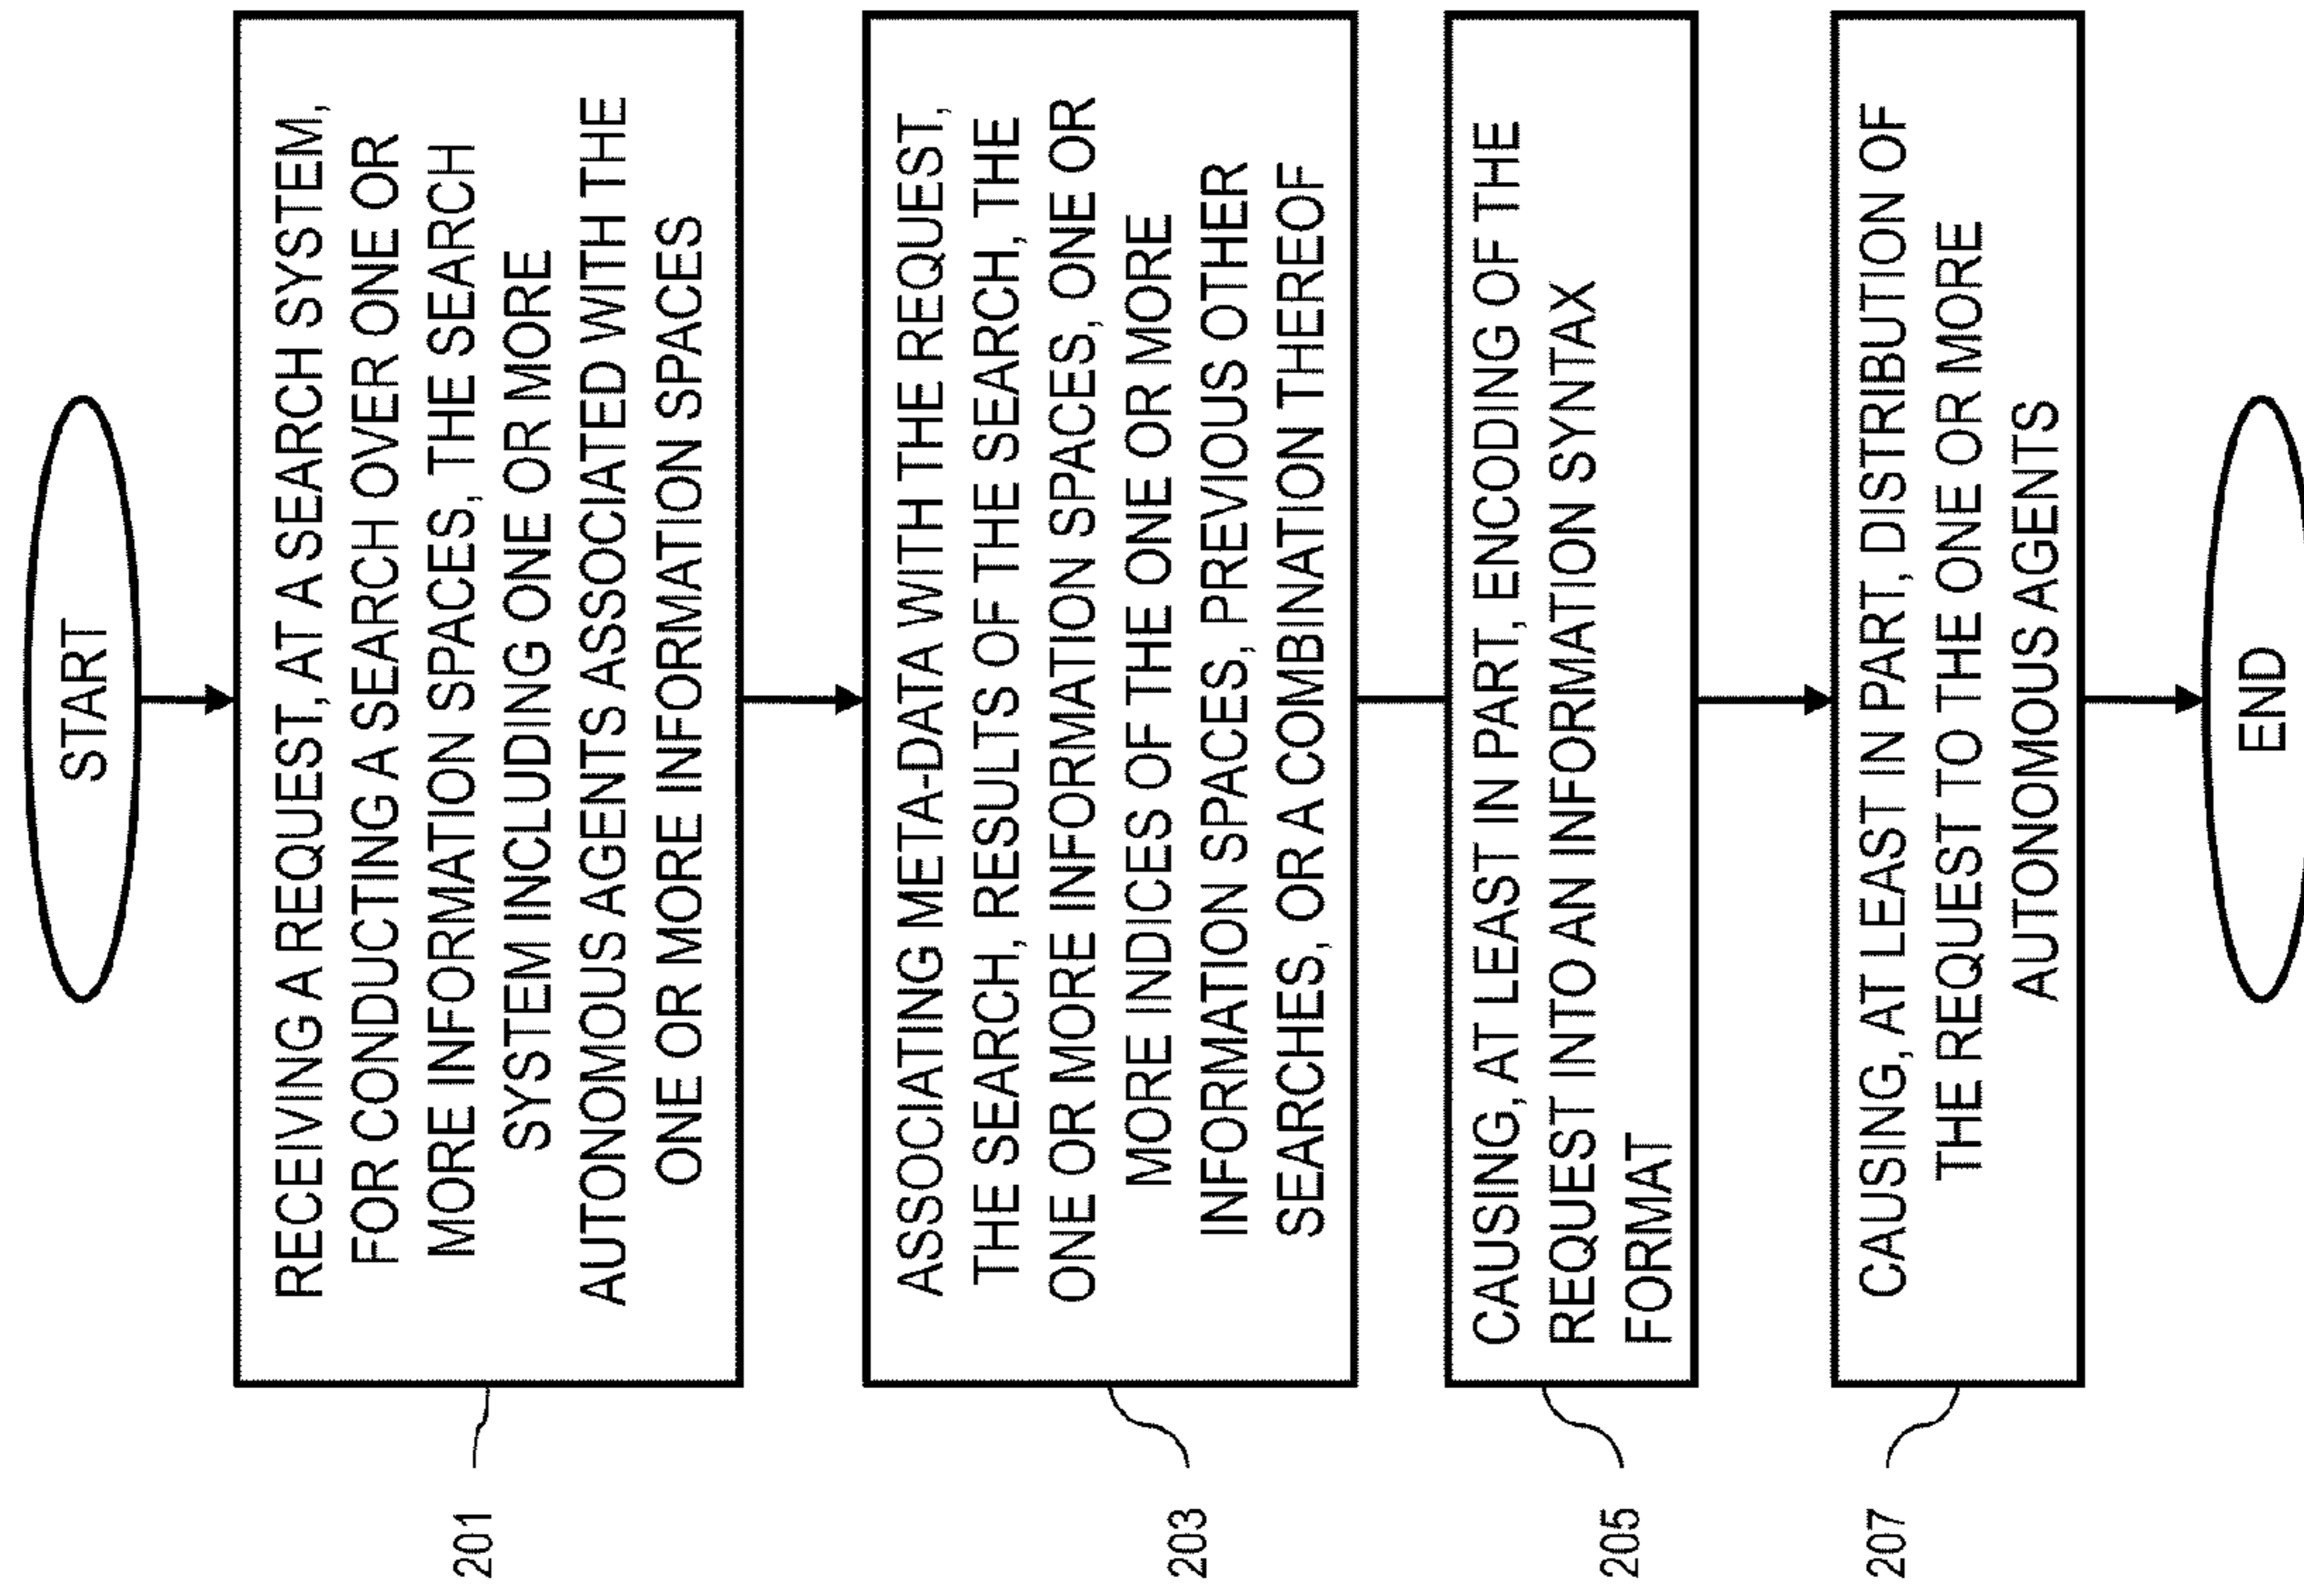 START
201
RECEIVING A REQUEST, AT A SEARCH SYSTEM,
FOR CONDUCTING A SEARCH OVER ONE OR
MORE INFORMATION SPACES, THE SEARCH
SYSTEM INCLUDING ONE OR MORE
AUTONOMOUS AGENTS ASSOCIATED WITH THE
ONE OR MORE INFORMATION SPACES
203
ASSOCIATING META-DATA WITH THE REQUEST,
THE SEARCH, RESULTS OF THE SEARCH, THE
ONE OR MORE INFORMATION SPACES, ONE OR
MORE INDICES OF THE ONE OR MORE
INFORMATION SPACES, PREVIOUS OTHER
SEARCHES, OR A COMBINATION THEREOF
205
CAUSING, AT LEAST IN PART, ENCODING OF THE
REQUEST INTO AN INFORMATION SYNTAX
FORMAT
207
CAUSING, AT LEAST IN PART, DISTRIBUTION OF
THE REQUEST TO THE ONE OR MORE
AUTONOMOUS AGENTS
END